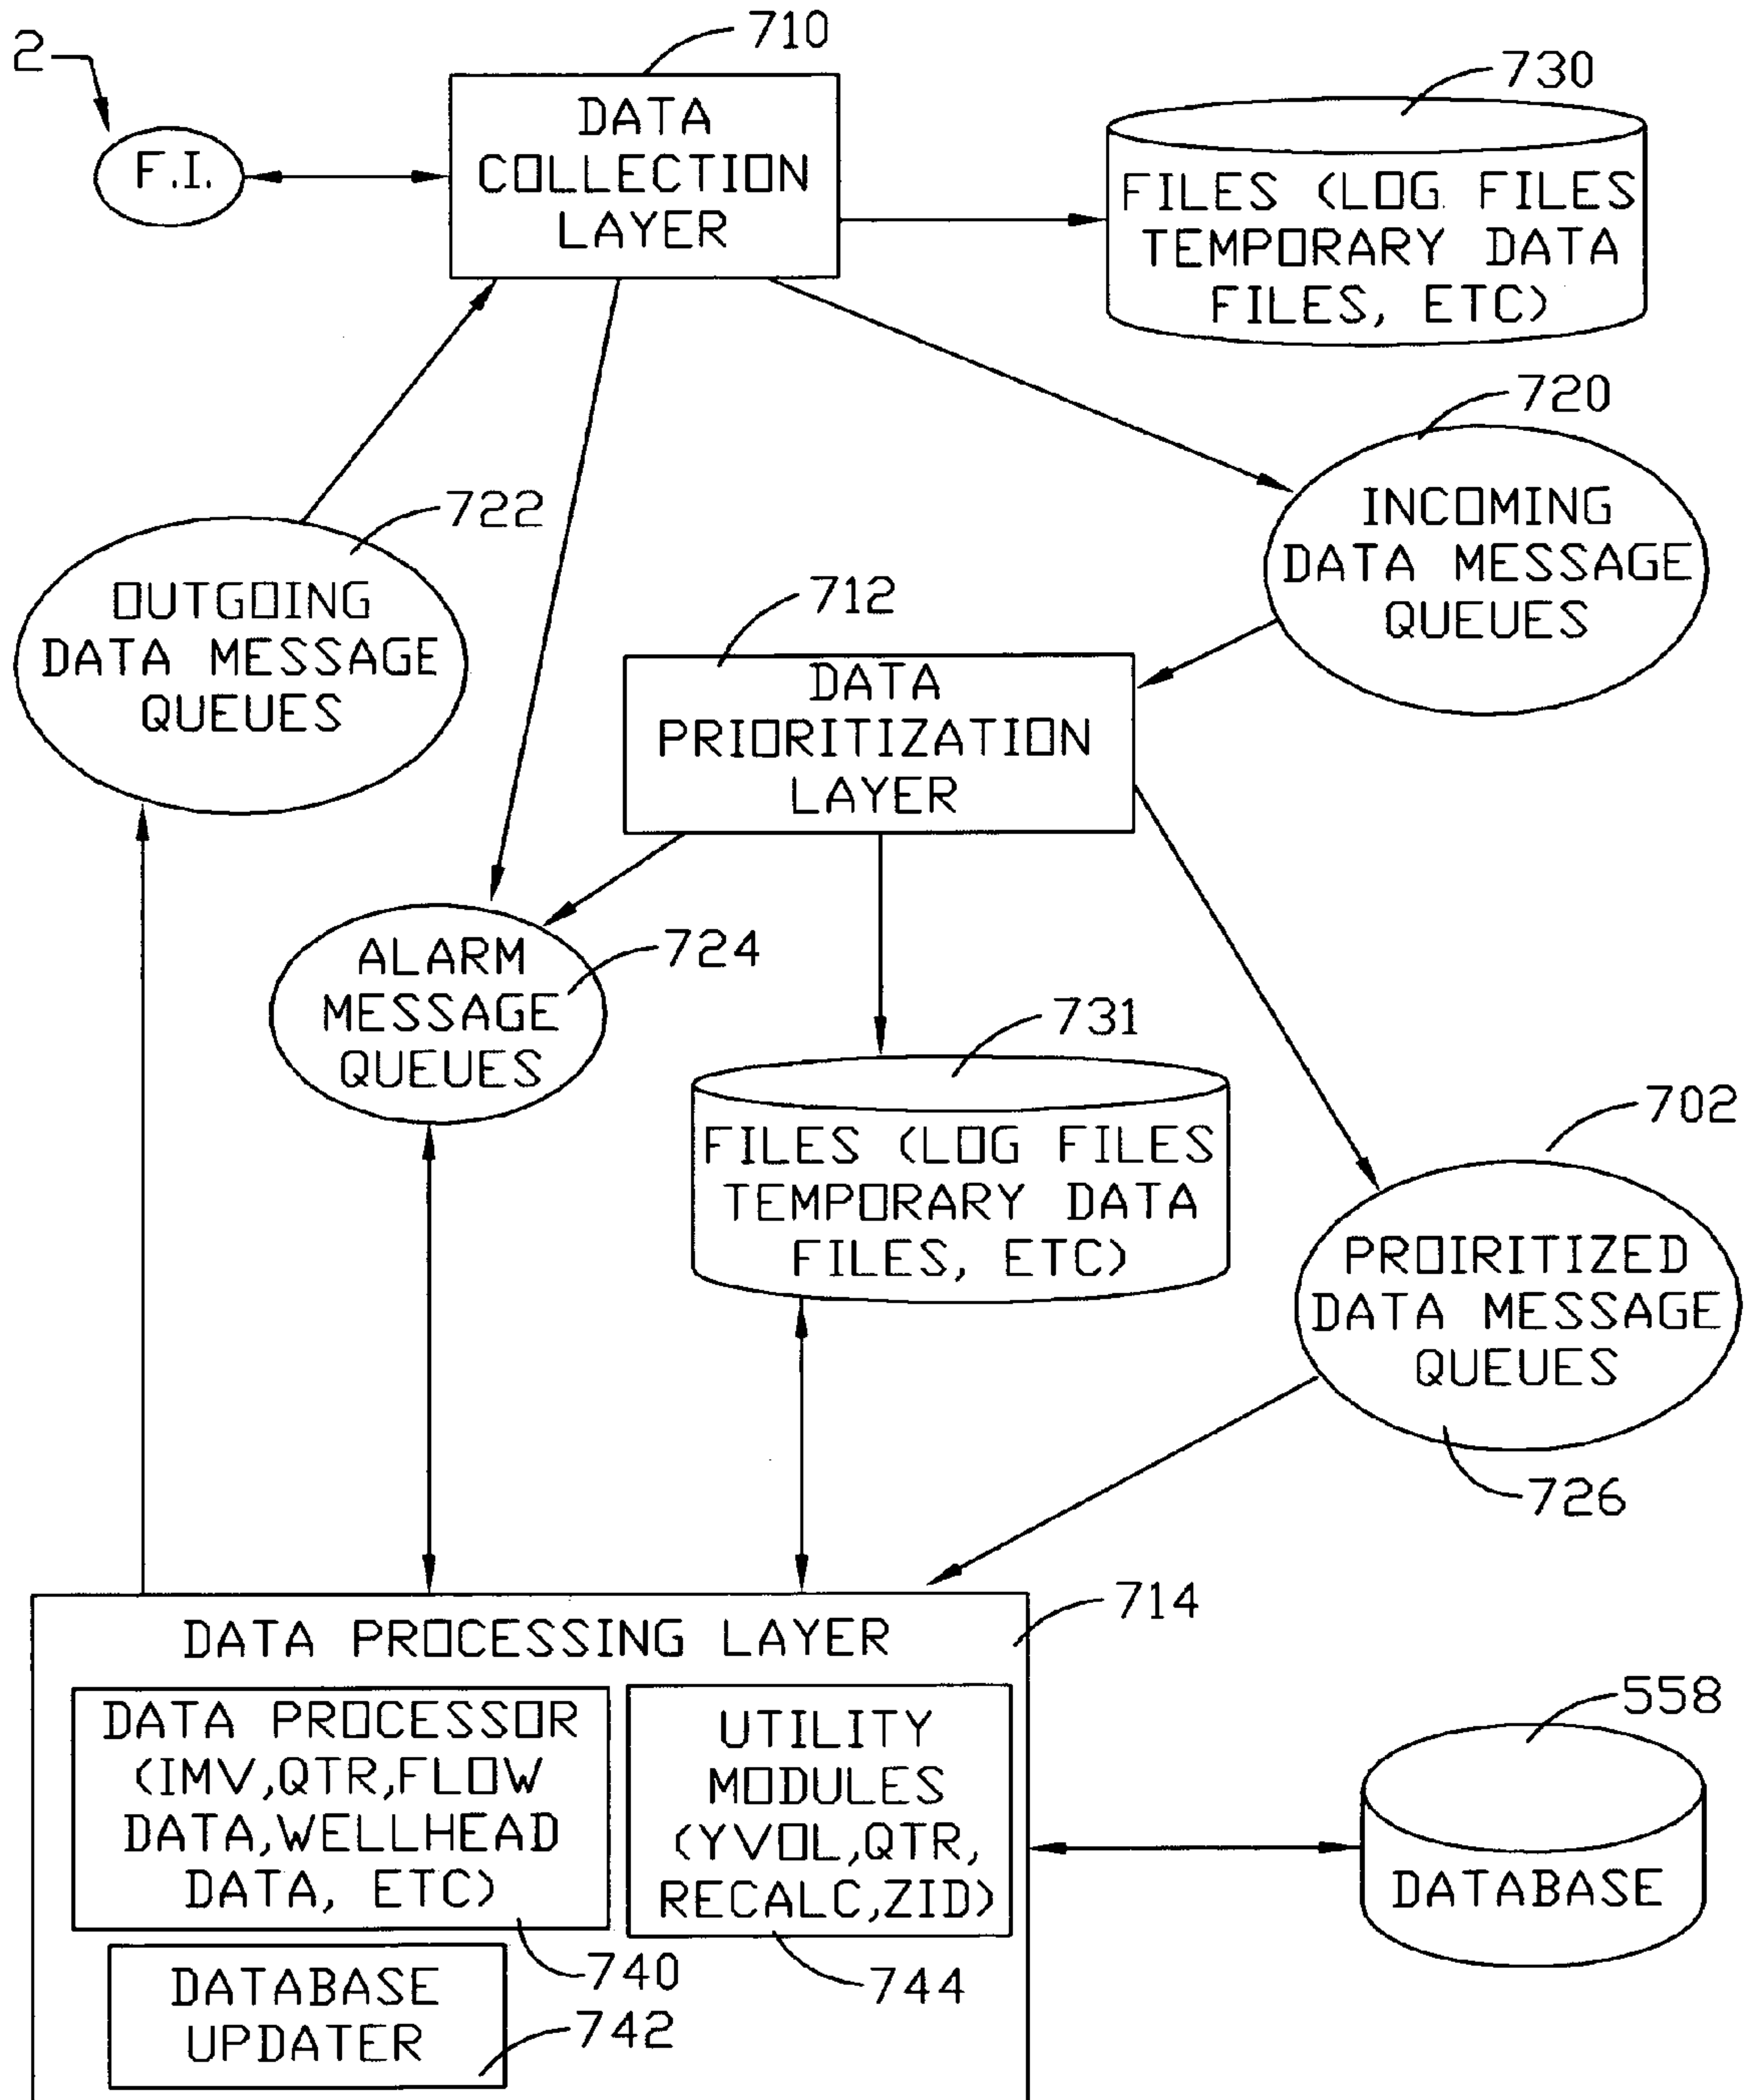 710
2
730
DATA
COLLECTION
LAYER
F.I.
FILES (LOG FILES
TEMPORARY DATA
FILES, ETC)
720
INCOMING
DATA MESSAGE
QUEUES
722
OUTGOING
DATA MESSAGE
QUEUES
712
DATA
PRIORITIZATION
LAYER
724
ALARM
MESSAGE
QUEUES
731
FILES (LOG FILES
TEMPORARY DATA
FILES, ETC)
702
PROIRITIZED
DATA MESSAGE
QUEUES
726
714
DATA PROCESSING LAYER
DATA PROCESSOR
(IMV,QTR,FLOW
DATA,WELLHEAD
DATA, ETC)
740
UTILITY
MODULES
(YVOL,QTR,
RECALC,ZID)
744
DATABASE
UPDATER
742
558
DATABASE